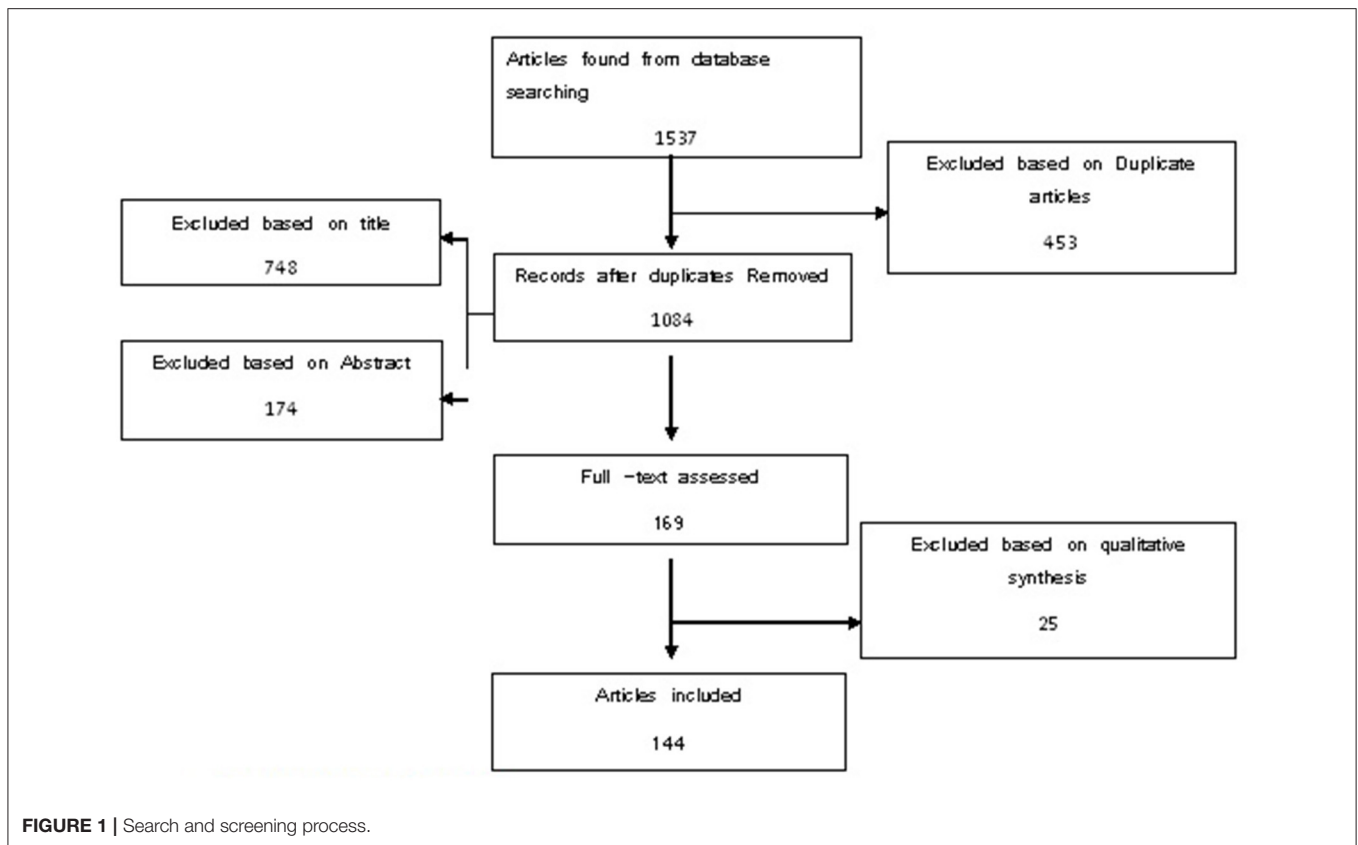 Articles found from database
searching
1537
Excluded based on Duplicate
articles
453
Excluded based on title
748
Records after duplicates Removed
1084
Excluded based on Abstract
174
Full -text assessed
169
Excluded based on qualitative
synthesis
25
Articles included
144
FIGURE 1 | Search and screening process.